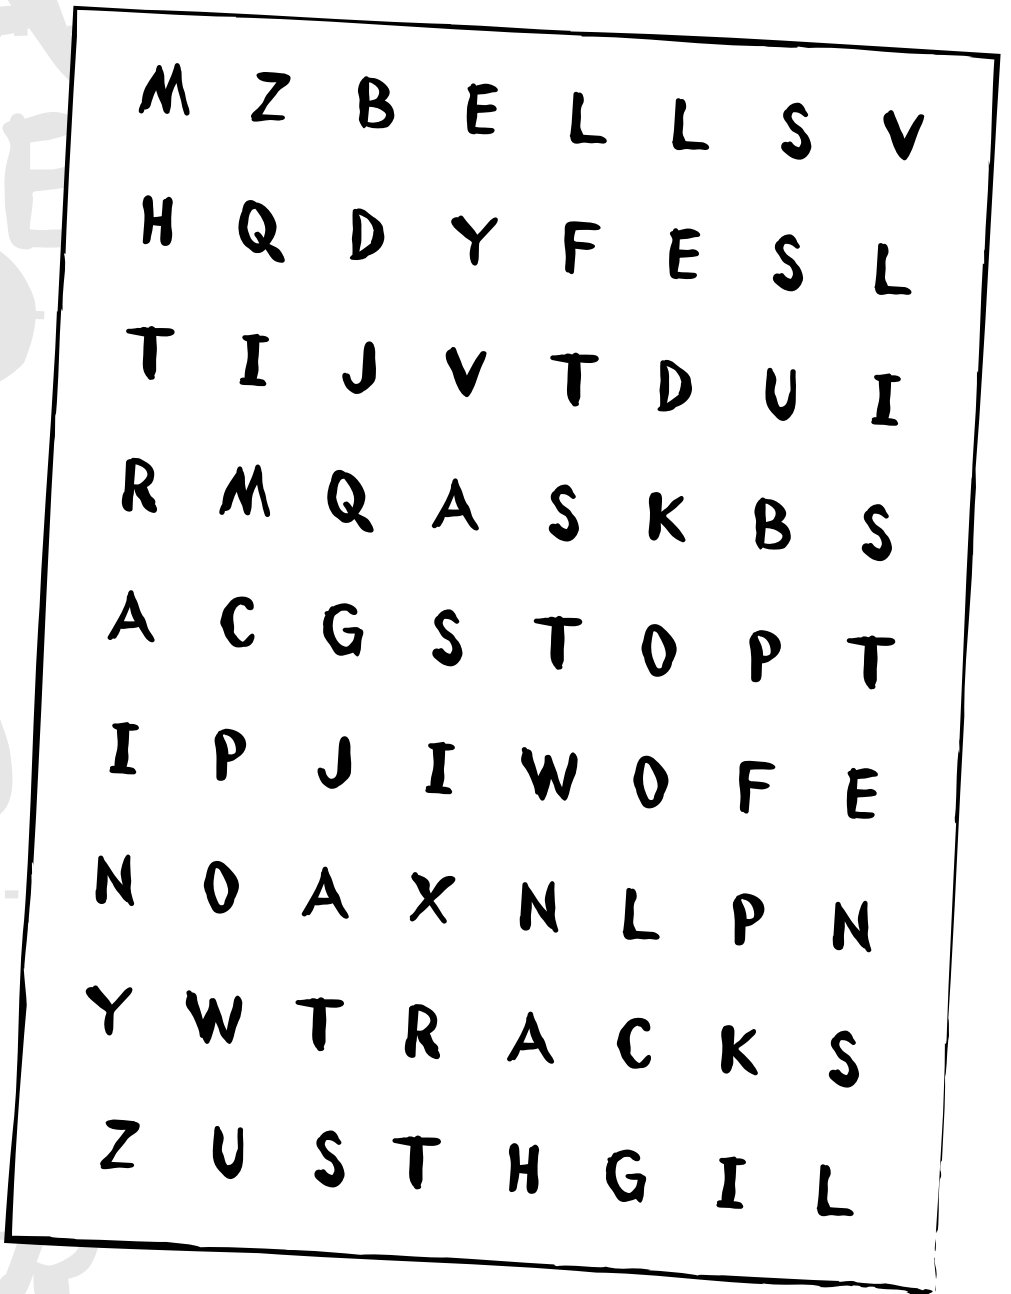 M Z B E L L S V
H Q D Y F E S L
T I J V T D U I
R M Q A S K B S
A C G S T O P T
I P J I W O F E
N O A X N L P N
Y W T R A C K S
Z U S T H G I L